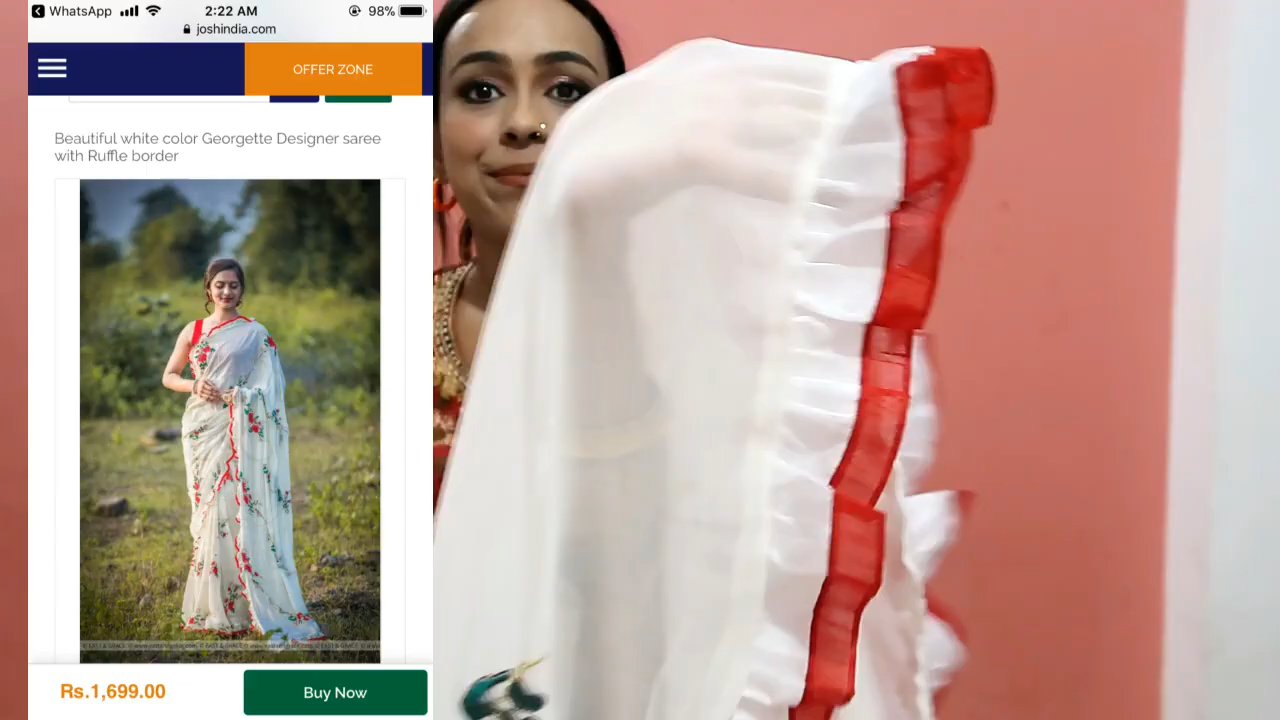 WhatsApp 2:22 AM 98%
joshindia.com
OFFER ZONE
Beautiful white color Georgette Designer saree
with Ruffle border
Rs.1,699.00 Buy Now